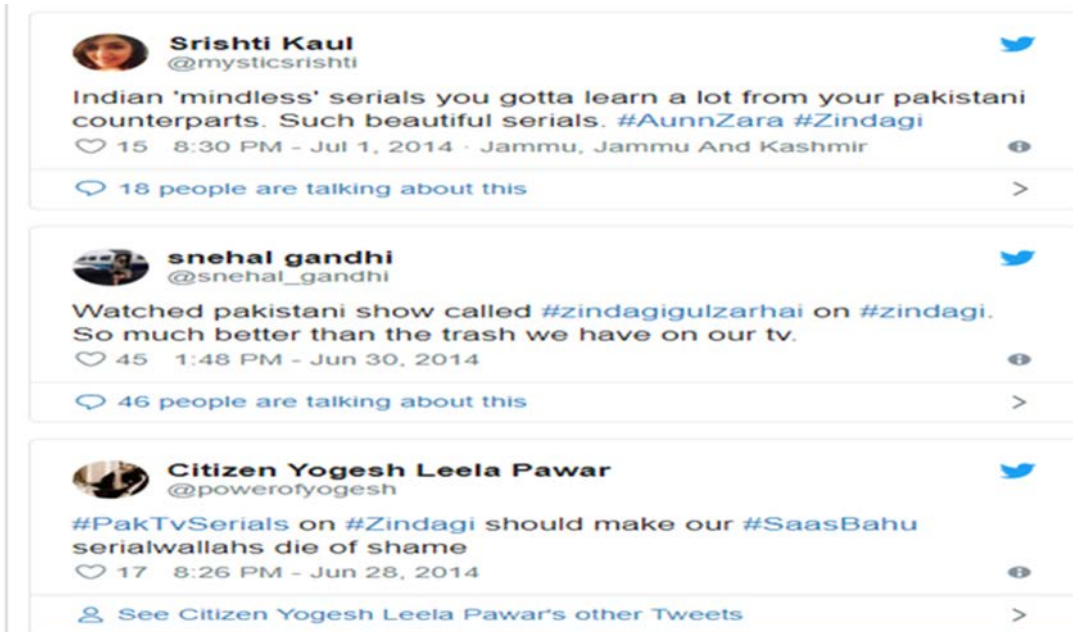 Srishti Kaul
@mysticsrishti
Indian 'mindless' serials you gotta learn a lot from your pakistani
counterparts. Such beautiful serials. #AunnZara #Zindagi
15 8:30 PM - Jul 1, 2014 · Jammu, Jammu And Kashmir
18 people are talking about this
snehal gandhi
@snehal_gandhi
Watched pakistani show called #zindagigulzarhai on #zindagi.
So much better than the trash we have on our tv.
45 1:48 PM - Jun 30, 2014
46 people are talking about this
Citizen Yogesh Leela Pawar
@powerofyogesh
#PakTvSerials on #Zindagi should make our #SaasBahu
serialwallahs die of shame
17 8:26 PM - Jun 28, 2014
See Citizen Yogesh Leela Pawar's other Tweets